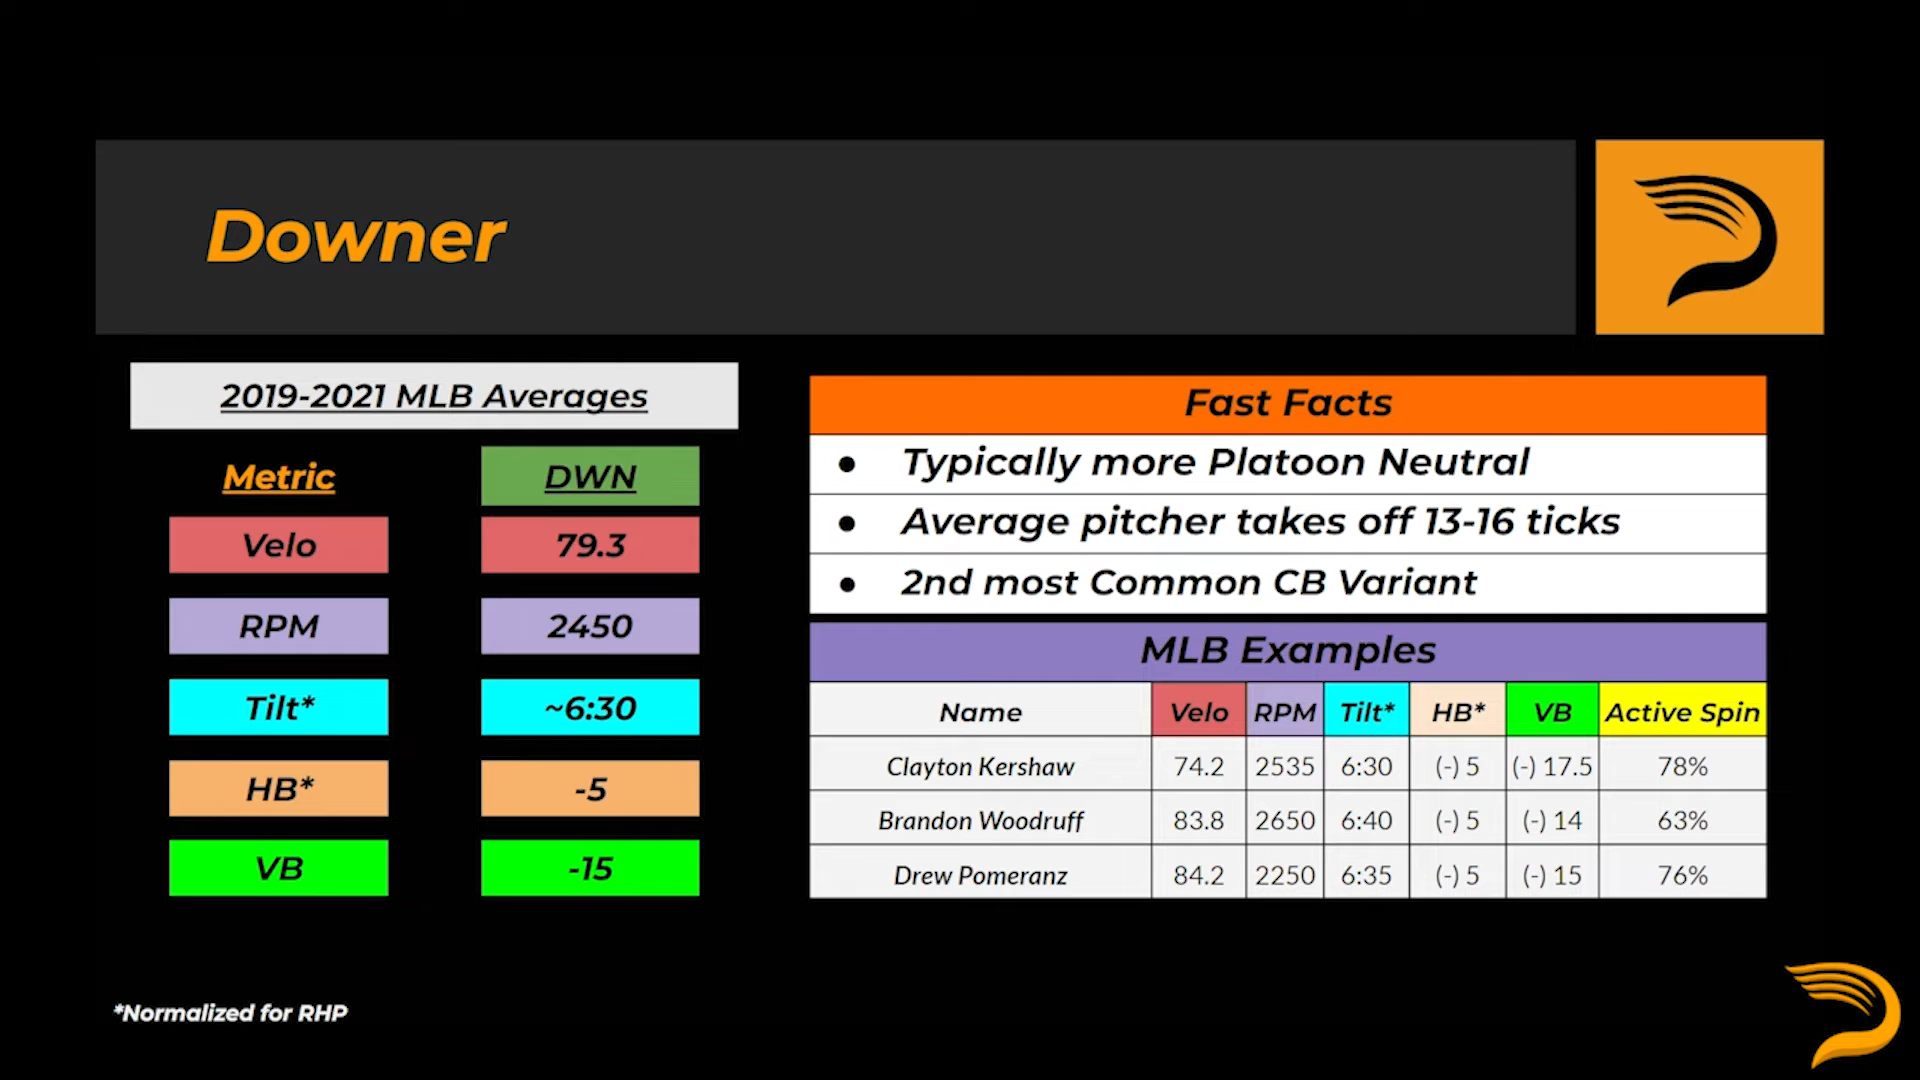 Downer
2019-2021 MLB Averages
Metric DWN
Velo 79.3
RPM 2450
Tilt* ~6:30
HB* -5
VB -15
Fast Facts
● Typically more Platoon Neutral
● Average pitcher takes off 13-16 ticks
● 2nd most Common CB Variant
MLB Examples
Name Velo RPM Tilt* HB* VB Active Spin
Clayton Kershaw 74.2 2535 6:30 (-) 5 (-) 17.5 78%
Brandon Woodruff 83.8 2650 6:40 (-) 5 (-) 14 63%
Drew Pomeranz 84.2 2250 6:35 (-) 5 (-) 15 76%
*Normalized for RHP